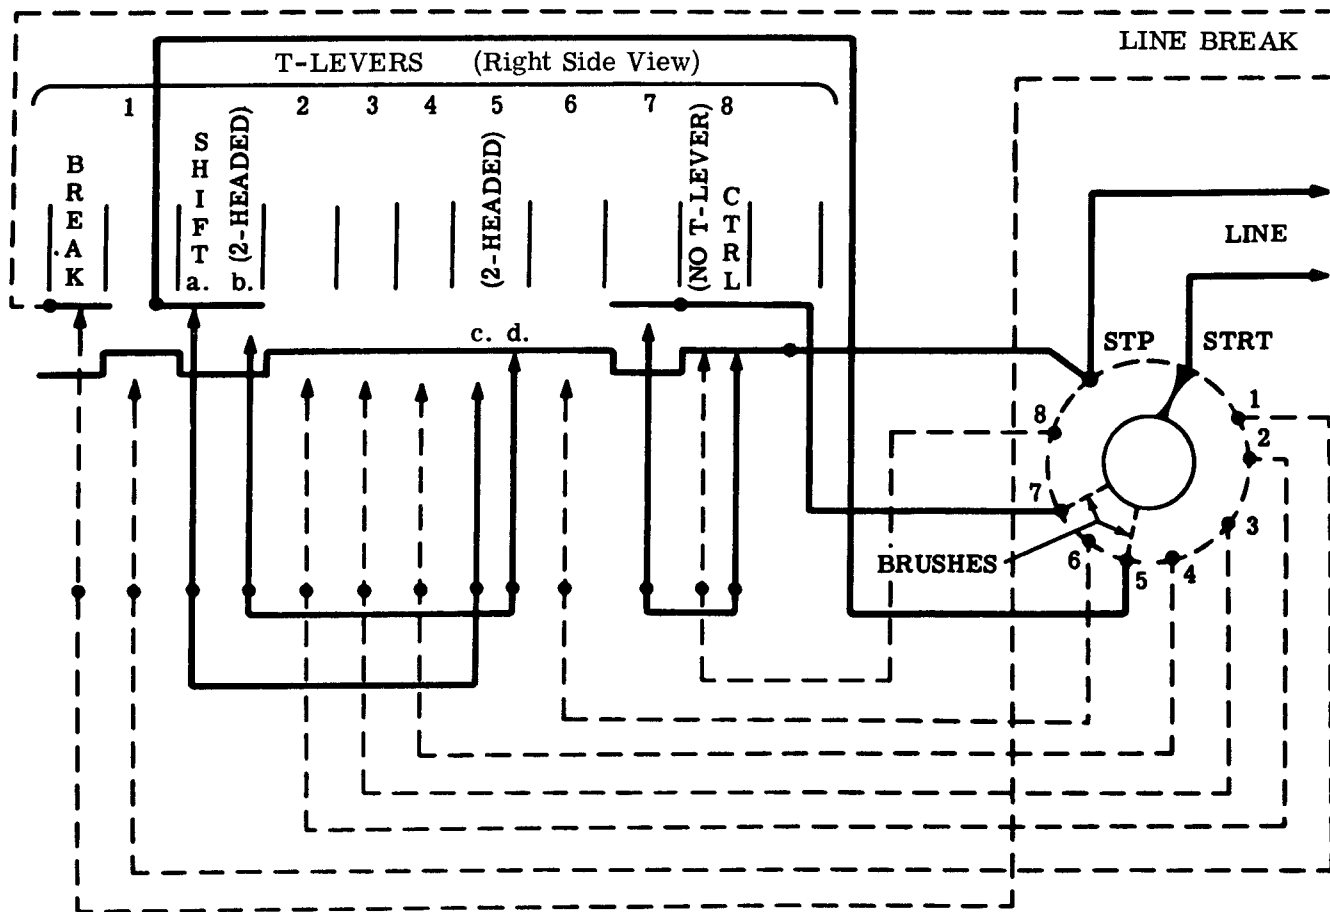 LINE BREAK
T-LEVERS (Right Side View)
1 2 3 4 5 6 7 8
BREAK
SHIFT
(2-HEADED)
(2-HEADED)
(NO T-LEVER)
CTRL
a. b.
c. d.
LINE
STP STRT
1
2
3
4
5
6
7
8
BRUSHES